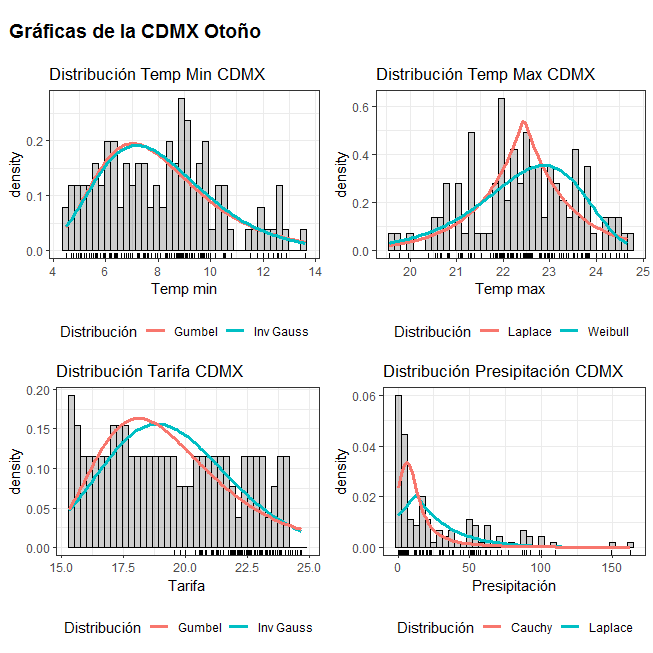 Gráficas de la CDMX Otoño
Distribución Temp Min CDMX
density
0.2
0.1
0.0
4 6 8 10 12 14
Temp min
Distribución Gumbel Inv Gauss
Distribución Temp Max CDMX
density
0.6
0.4
0.2
0.0
20 21 22 23 24 25
Temp max
Distribución Laplace Weibull
Distribución Tarifa CDMX
density
0.20
0.15
0.10
0.05
0.00
15.0 17.5 20.0 22.5 25.0
Tarifa
Distribución Gumbel Inv Gauss
Distribución Presipitación CDMX
density
0.06
0.04
0.02
0.00
0 50 100 150
Presipitación
Distribución Cauchy Laplace